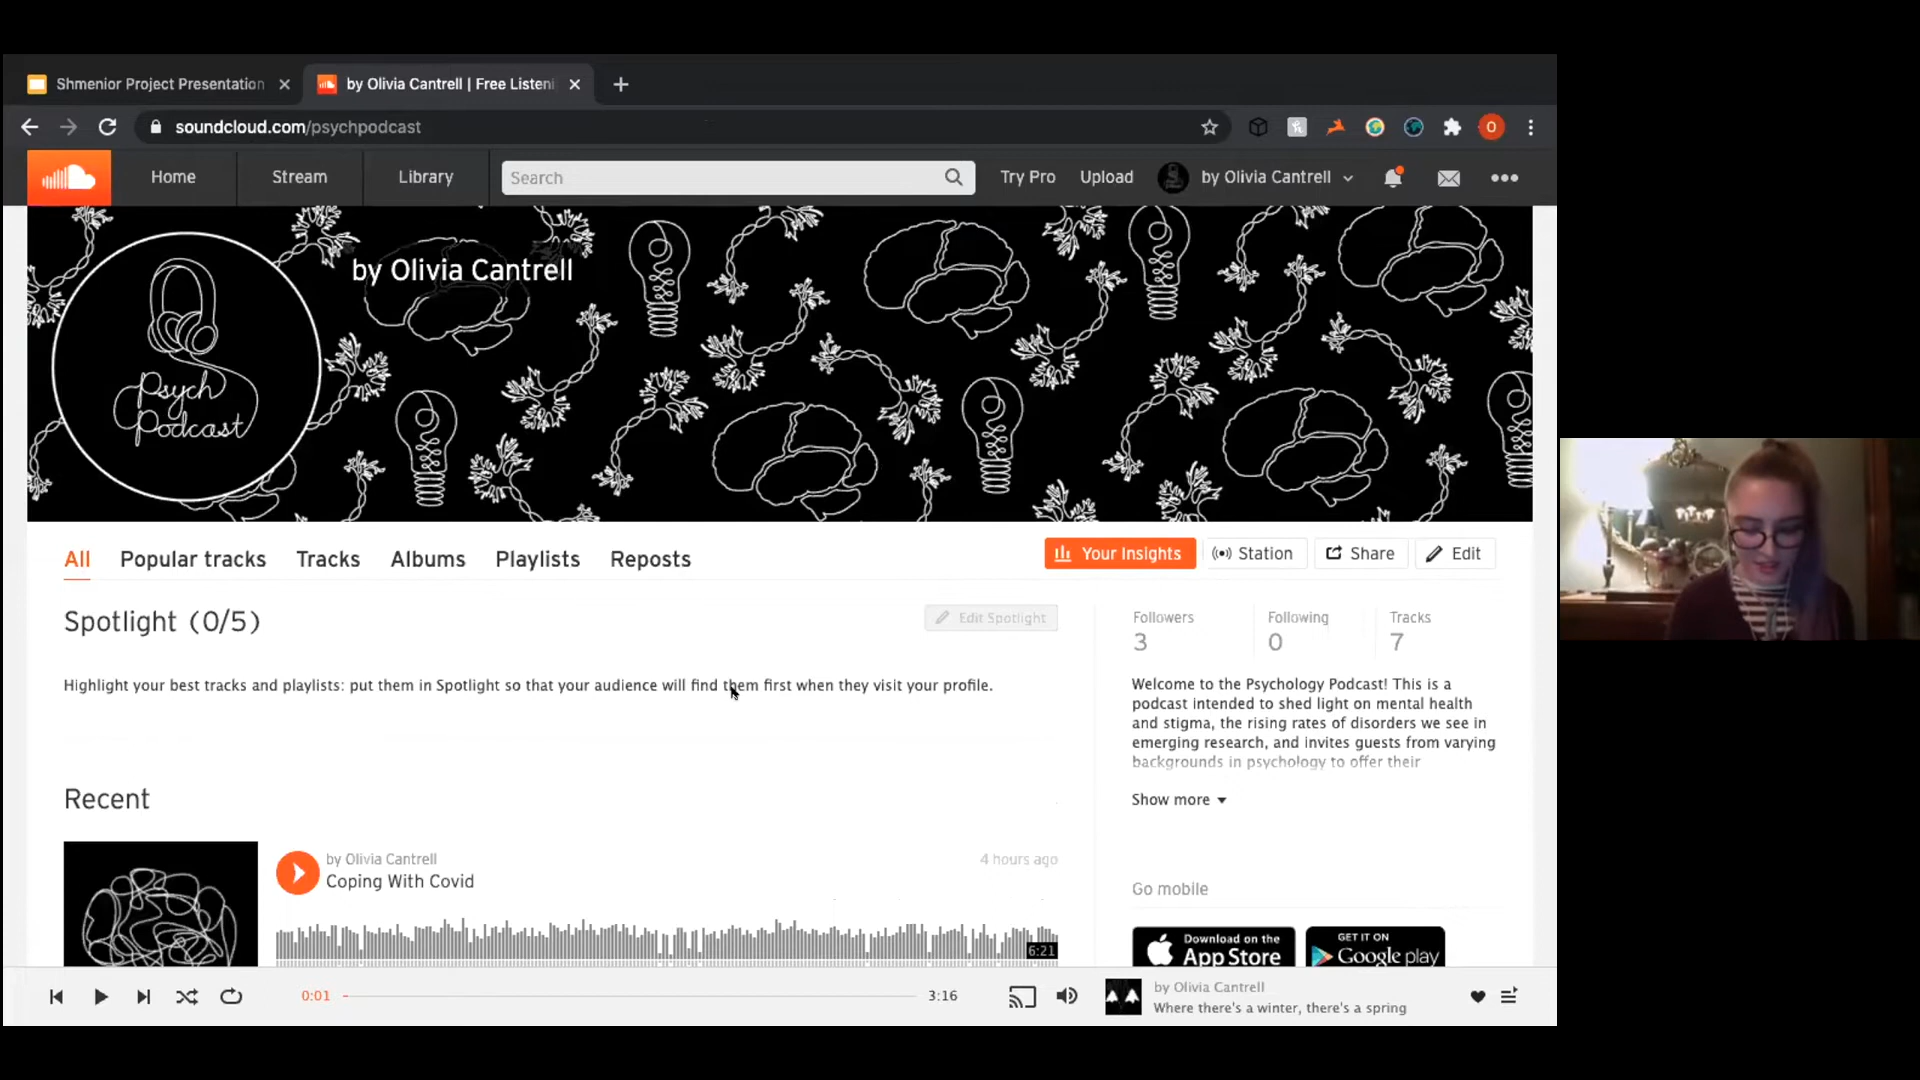 Shmenior Project Presentation
by Olivia Cantrell | Free Listeni
soundcloud.com/psychpodcast
O
Home
Stream
Library
Search
Try Pro
Upload
by Olivia Cantrell
by Olivia Cantrell
Psych
Podcast
All
Popular tracks
Tracks
Albums
Playlists
Reposts
Your Insights
Station
Share
Edit
Spotlight (0/5)
Edit Spotlight
Highlight your best tracks and playlists: put them in Spotlight so that your audience will find them first when they visit your profile.
Followers
3
Following
0
Tracks
7
Welcome to the Psychology Podcast! This is a
podcast intended to shed light on mental health
and stigma, the rising rates of disorders we see in
emerging research, and invites guests from varying
backgrounds in psychology to offer their
Show more
Recent
by Olivia Cantrell
4 hours ago
Coping With Covid
6:21
Go mobile
Download on the
App Store
GET IT ON
Google play
0:01
3:16
by Olivia Cantrell
Where there's a winter, there's a spring